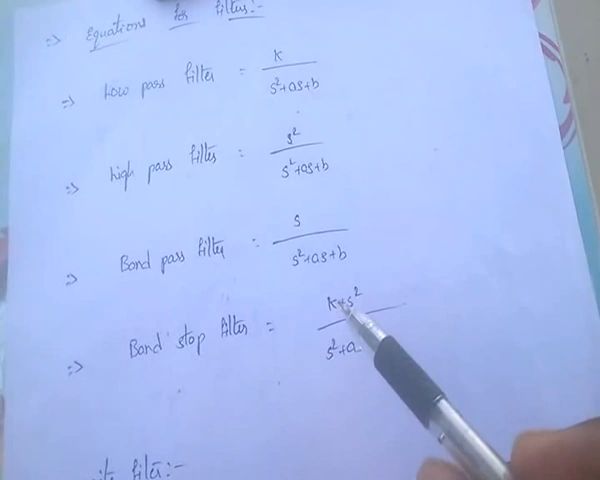 ⇒ Equations for filters:-
⇒ Low pass filter = K / s²+as+b
⇒ high pass filter = s² / s²+as+b
⇒ Band pass filter = s / s²+as+b
⇒ Band stop filter = K+s² / s²+a
filter:-